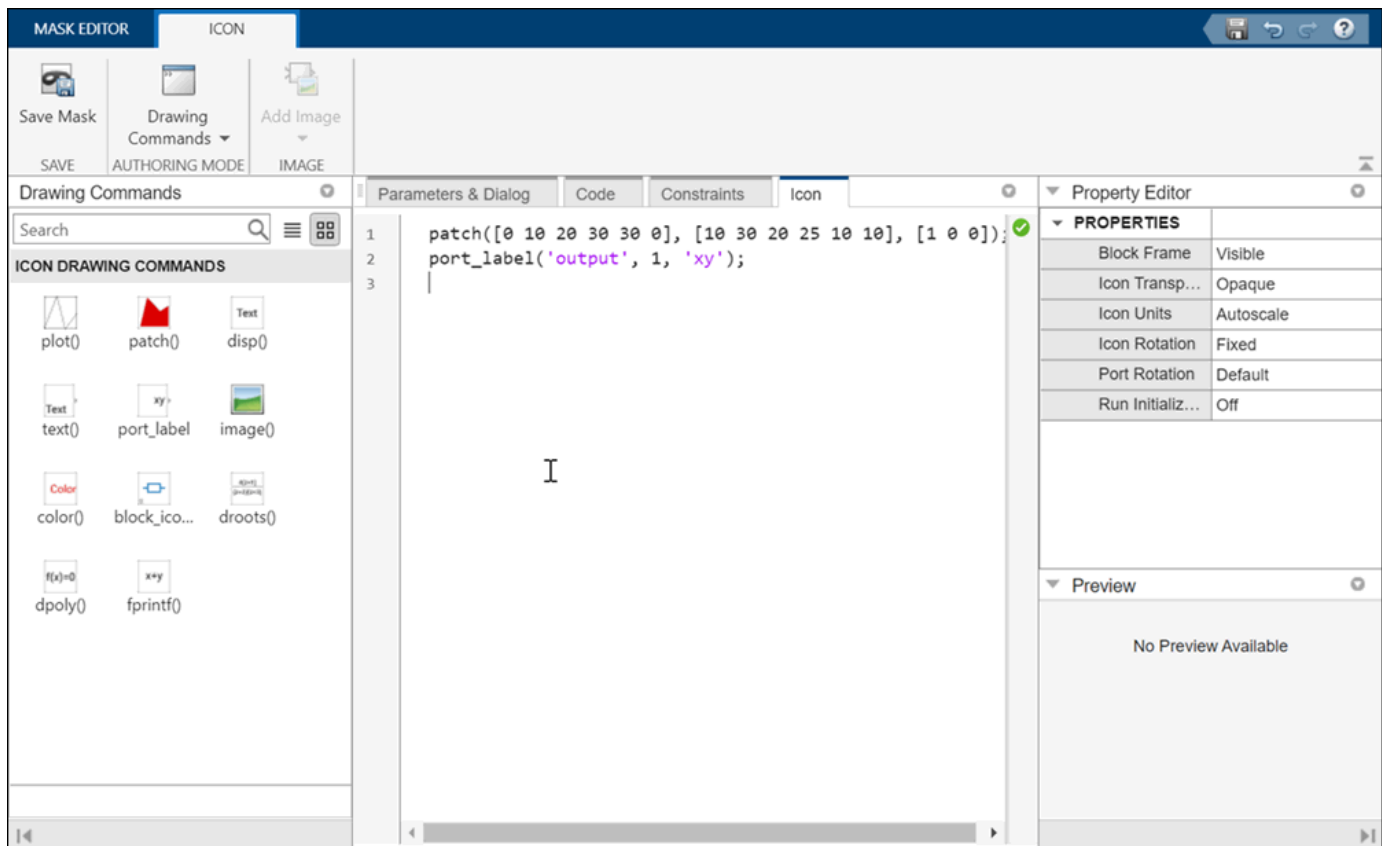 MASK EDITOR ICON
Save Mask
Drawing Commands
Add Image
SAVE AUTHORING MODE IMAGE
Drawing Commands
Search
ICON DRAWING COMMANDS
Text
plot() patch() disp()
Text xy
text() port_label image()
Color
color() block_ico... droots()
f(x)=0 x+y
dpoly() fprintf()
Parameters & Dialog Code Constraints Icon
1 patch([0 10 20 30 30 0], [10 30 20 25 10 10], [1 0 0]);
2 port_label('output', 1, 'xy');
3
Property Editor
PROPERTIES
Block Frame Visible
Icon Transp... Opaque
Icon Units Autoscale
Icon Rotation Fixed
Port Rotation Default
Run Initializ... Off
Preview
No Preview Available